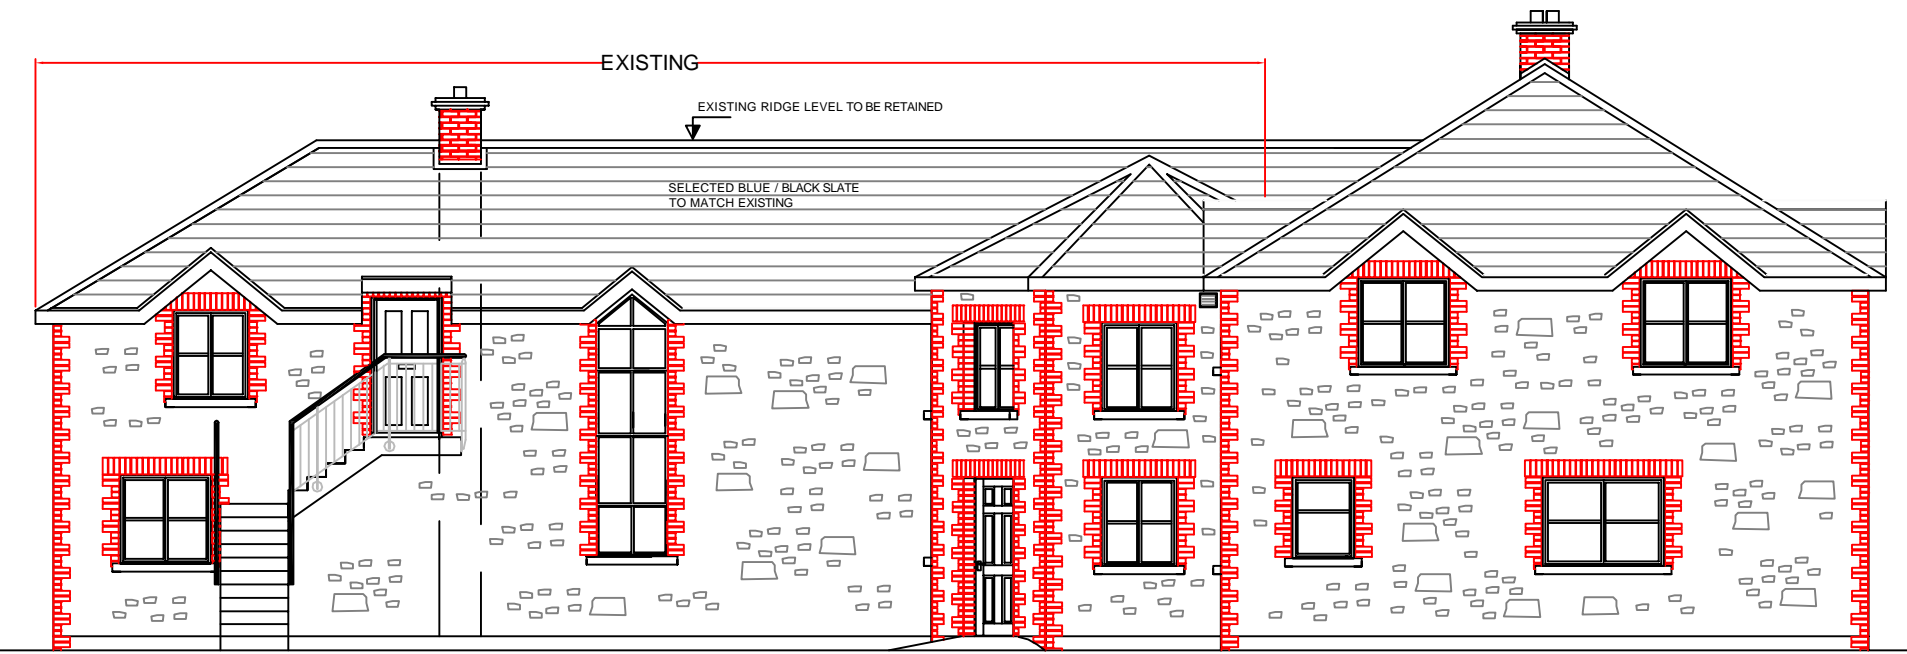 EXISTING
EXISTING RIDGE LEVEL TO BE RETAINED
SELECTED BLUE / BLACK SLATE
TO MATCH EXISTING